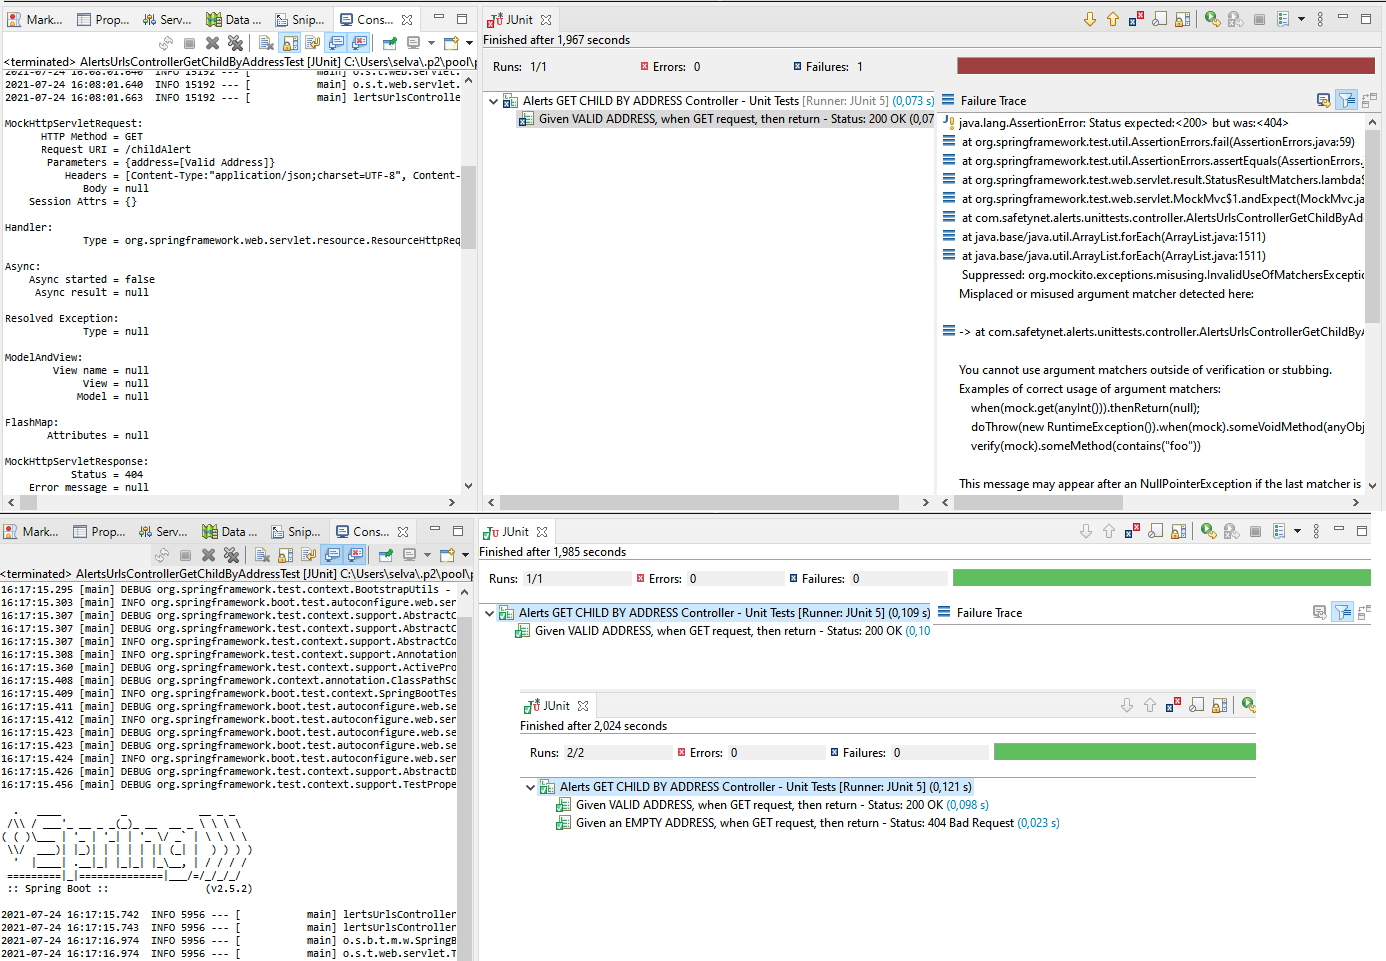 Mark...
Prop...
Serv...
Data ...
Snip...
Cons...
<terminated> AlertsUrlsControllerGetChildByAddressTest [JUnit] C:\Users\selva\.p2\pool\p
2021-07-24 16:08:01.640  INFO 15192 --- [           main] o.s.t.web.servlet.
2021-07-24 16:08:01.640  INFO 15192 --- [           main] o.s.t.web.servlet.
2021-07-24 16:08:01.663  INFO 15192 --- [           main] lertsUrlsControlle
MockHttpServletRequest:
HTTP Method = GET
Request URI = /childAlert
Parameters = {address=[Valid Address]}
Headers = [Content-Type:"application/json;charset=UTF-8", Content-
Body = null
Session Attrs = {}
Handler:
Type = org.springframework.web.servlet.resource.ResourceHttpReq
Async:
Async started = false
Async result = null
Resolved Exception:
Type = null
ModelAndView:
View name = null
View = null
Model = null
FlashMap:
Attributes = null
MockHttpServletResponse:
Status = 404
Error message = null
JUnit
Finished after 1,967 seconds
Runs: 1/1
Errors: 0
Failures: 1
Alerts GET CHILD BY ADDRESS Controller - Unit Tests [Runner: JUnit 5] (0,073 s)
Given VALID ADDRESS, when GET request, then return - Status: 200 OK (0,07
Failure Trace
java.lang.AssertionError: Status expected:<200> but was:<404>
at org.springframework.test.util.AssertionErrors.fail(AssertionErrors.java:59)
at org.springframework.test.util.AssertionErrors.assertEquals(AssertionErrors.
at org.springframework.test.web.servlet.result.StatusResultMatchers.lambda$
at org.springframework.test.web.servlet.MockMvc$1.andExpect(MockMvc.ja
at com.safetynet.alerts.unittests.controller.AlertsUrlsControllerGetChildByAd
at java.base/java.util.ArrayList.forEach(ArrayList.java:1511)
at java.base/java.util.ArrayList.forEach(ArrayList.java:1511)
Suppressed: org.mockito.exceptions.misusing.InvalidUseOfMatchersExceptic
Misplaced or misused argument matcher detected here:
-> at com.safetynet.alerts.unittests.controller.AlertsUrlsControllerGetChildByA
You cannot use argument matchers outside of verification or stubbing.
Examples of correct usage of argument matchers:
when(mock.get(anyInt())).thenReturn(null);
doThrow(new RuntimeException()).when(mock).someVoidMethod(anyObj
verify(mock).someMethod(contains("foo"))
This message may appear after an NullPointerException if the last matcher is
Mark...
Prop...
Serv...
Data ...
Snip...
Cons...
<terminated> AlertsUrlsControllerGetChildByAddressTest [JUnit] C:\Users\selva\.p2\pool\p
16:17:15.295 [main] DEBUG org.springframework.test.context.BootstrapUtils -
16:17:15.303 [main] INFO org.springframework.boot.test.autoconfigure.web.ser
16:17:15.307 [main] DEBUG org.springframework.test.context.support.AbstractC
16:17:15.307 [main] DEBUG org.springframework.test.context.support.AbstractC
16:17:15.307 [main] INFO org.springframework.test.context.support.AbstractCo
16:17:15.308 [main] INFO org.springframework.test.context.support.Annotation
16:17:15.360 [main] DEBUG org.springframework.test.context.support.ActivePro
16:17:15.408 [main] DEBUG org.springframework.context.annotation.ClassPathSc
16:17:15.409 [main] INFO org.springframework.boot.test.context.SpringBootTes
16:17:15.411 [main] DEBUG org.springframework.boot.test.autoconfigure.web.se
16:17:15.412 [main] INFO org.springframework.boot.test.autoconfigure.web.ser
16:17:15.423 [main] DEBUG org.springframework.boot.test.autoconfigure.web.se
16:17:15.423 [main] DEBUG org.springframework.boot.test.autoconfigure.web.se
16:17:15.424 [main] INFO org.springframework.boot.test.autoconfigure.web.ser
16:17:15.426 [main] DEBUG org.springframework.test.context.support.AbstractD
16:17:15.456 [main] DEBUG org.springframework.test.context.support.TestPrope
:: Spring Boot ::                (v2.5.2)
2021-07-24 16:17:15.742  INFO 5956 --- [           main] lertsUrlsController
2021-07-24 16:17:15.743  INFO 5956 --- [           main] lertsUrlsController
2021-07-24 16:17:16.974  INFO 5956 --- [           main] o.s.b.t.m.w.SpringB
2021-07-24 16:17:16.974  INFO 5956 --- [           main] o.s.t.web.servlet.T
JUnit
Finished after 1,985 seconds
Runs: 1/1
Errors: 0
Failures: 0
Alerts GET CHILD BY ADDRESS Controller - Unit Tests [Runner: JUnit 5] (0,109 s)
Given VALID ADDRESS, when GET request, then return - Status: 200 OK (0,10
Failure Trace
JUnit
Finished after 2,024 seconds
Runs: 2/2
Errors: 0
Failures: 0
Alerts GET CHILD BY ADDRESS Controller - Unit Tests [Runner: JUnit 5] (0,121 s)
Given VALID ADDRESS, when GET request, then return - Status: 200 OK (0,098 s)
Given an EMPTY ADDRESS, when GET request, then return - Status: 404 Bad Request (0,023 s)